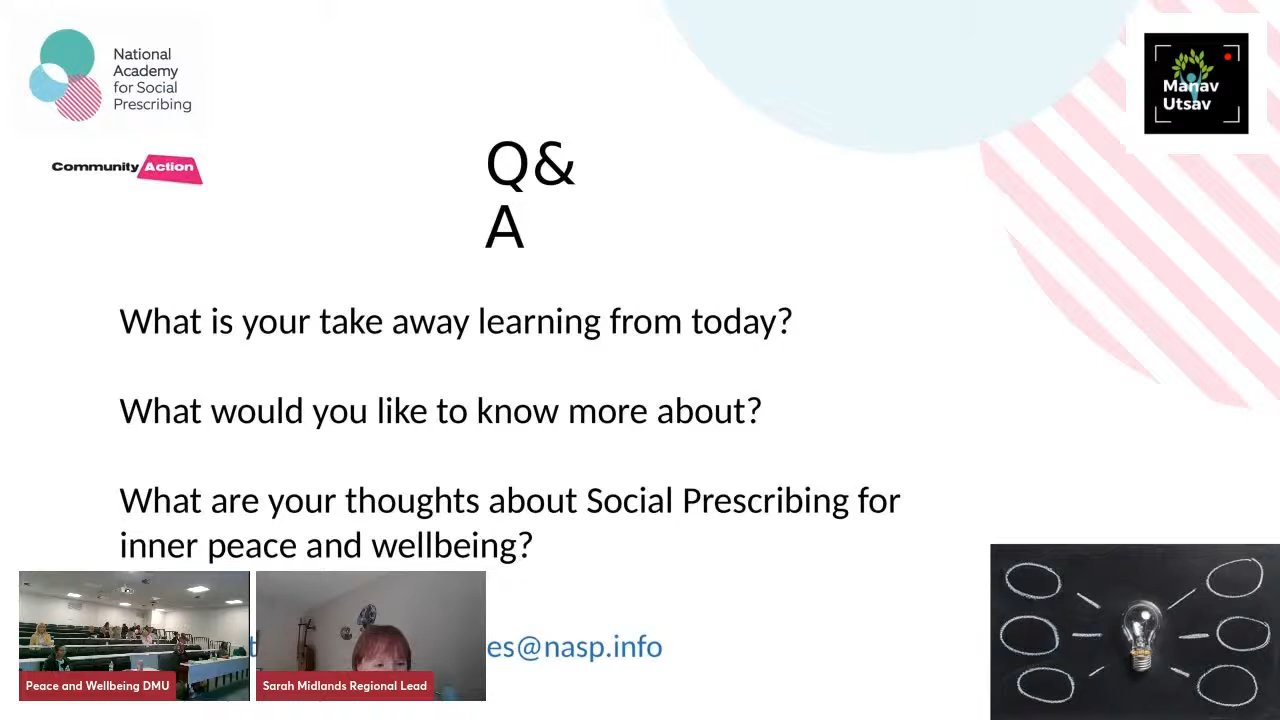 National
Academy
for Social
Prescribing
Community Action
Manav
Utsav
Q&
A
What is your take away learning from today?
What would you like to know more about?
What are your thoughts about Social Prescribing for
inner peace and wellbeing?
es@nasp.info
Peace and Wellbeing DMU
Sarah Midlands Regional Lead